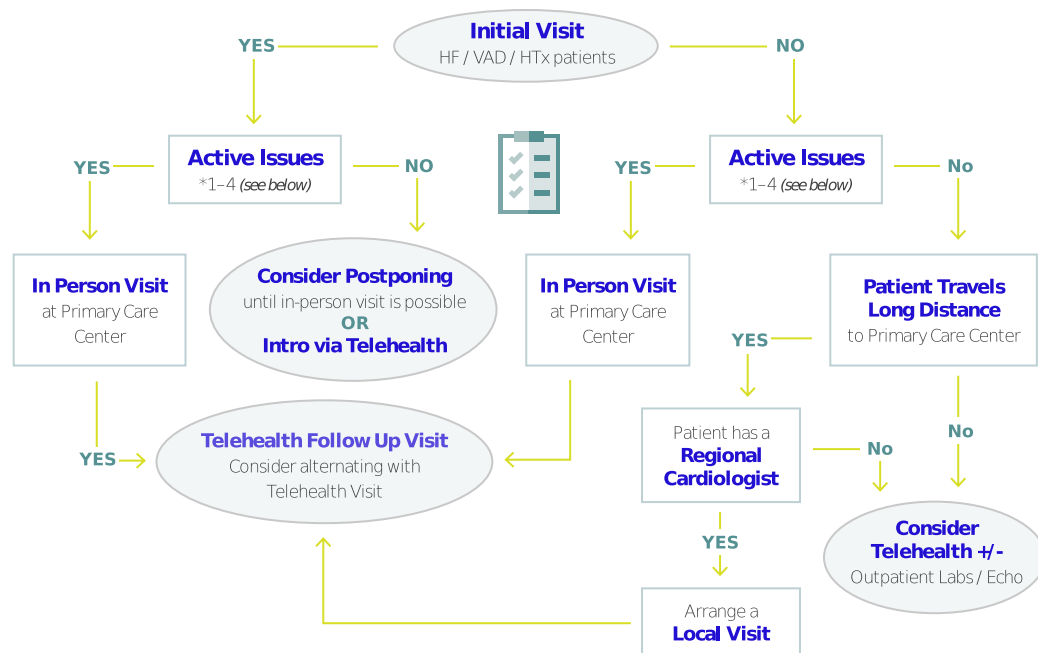 Initial Visit
HF / VAD / HTx patients
YES
NO
Active Issues
*1–4 (see below)
YES
NO
Active Issues
*1–4 (see below)
YES
No
In Person Visit
at Primary Care
Center
Consider Postponing
until in-person visit is possible
OR
Intro via Telehealth
In Person Visit
at Primary Care
Center
Patient Travels
Long Distance
to Primary Care Center
YES
No
YES
Telehealth Follow Up Visit
Consider alternating with
Telehealth Visit
Patient has a
Regional
Cardiologist
No
YES
Consider
Telehealth +/-
Outpatient Labs / Echo
Arrange a
Local Visit